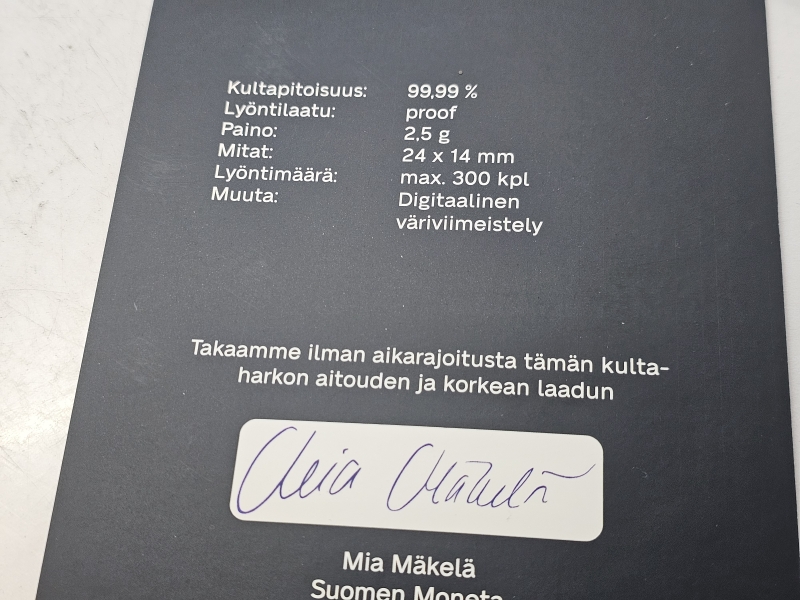 Kultapitoisuus: 99,99 %
Lyöntilaatu: proof
Paino: 2,5 g
Mitat: 24 x 14 mm
Lyöntimäärä: max. 300 kpl
Muuta: Digitaalinen
väriviimeistely
Takaamme ilman aikarajoitusta tämän kulta-
harkon aitouden ja korkean laadun
Mia Mäkelä
Mia Mäkelä
Suomen Moneta